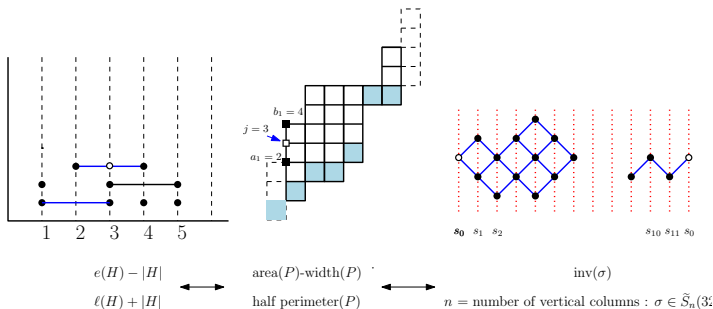 1 2 3 4 5
b₁ = 4
j = 3
a₁ = 2
s₀ s₁ s₂ s₁₀ s₁₁ s₀
e(H) − |H| area(P)-width(P) inv(σ)
ℓ(H) + |H| half perimeter(P) n = number of vertical columns : σ ∈ S̃ₙ(32